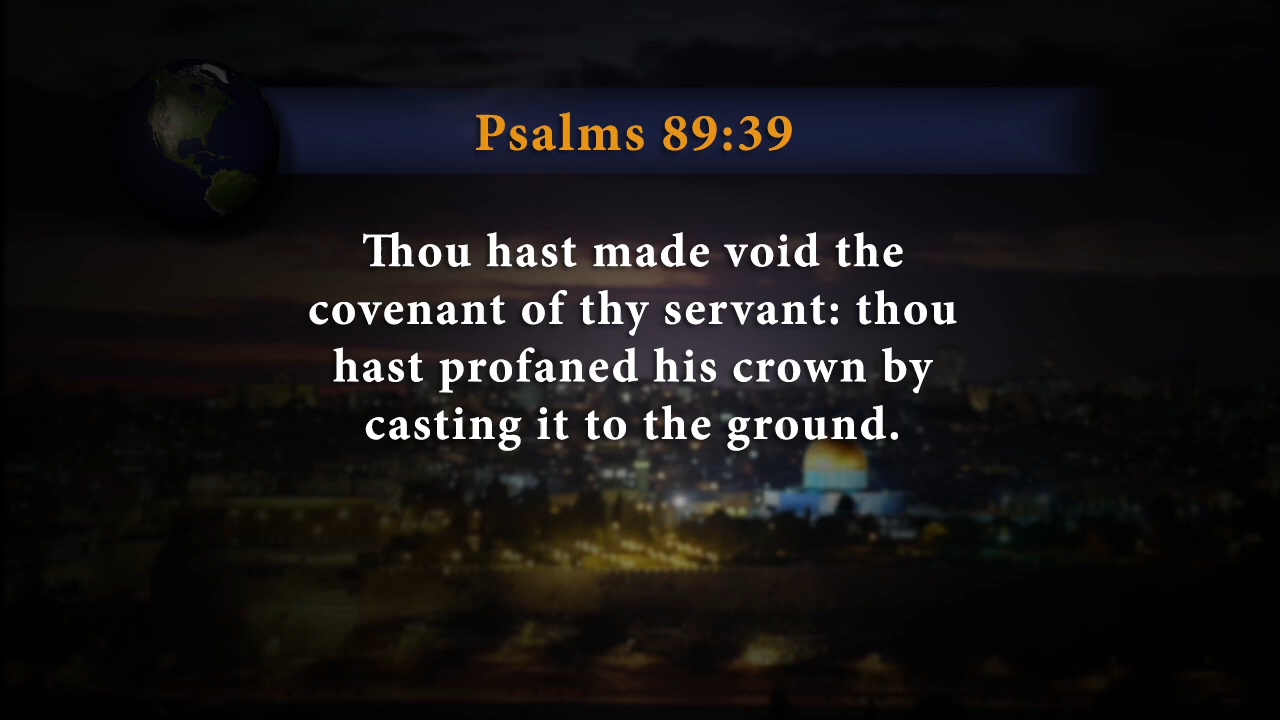 Psalms 89:39
Thou hast made void the
covenant of thy servant: thou
hast profaned his crown by
casting it to the ground.